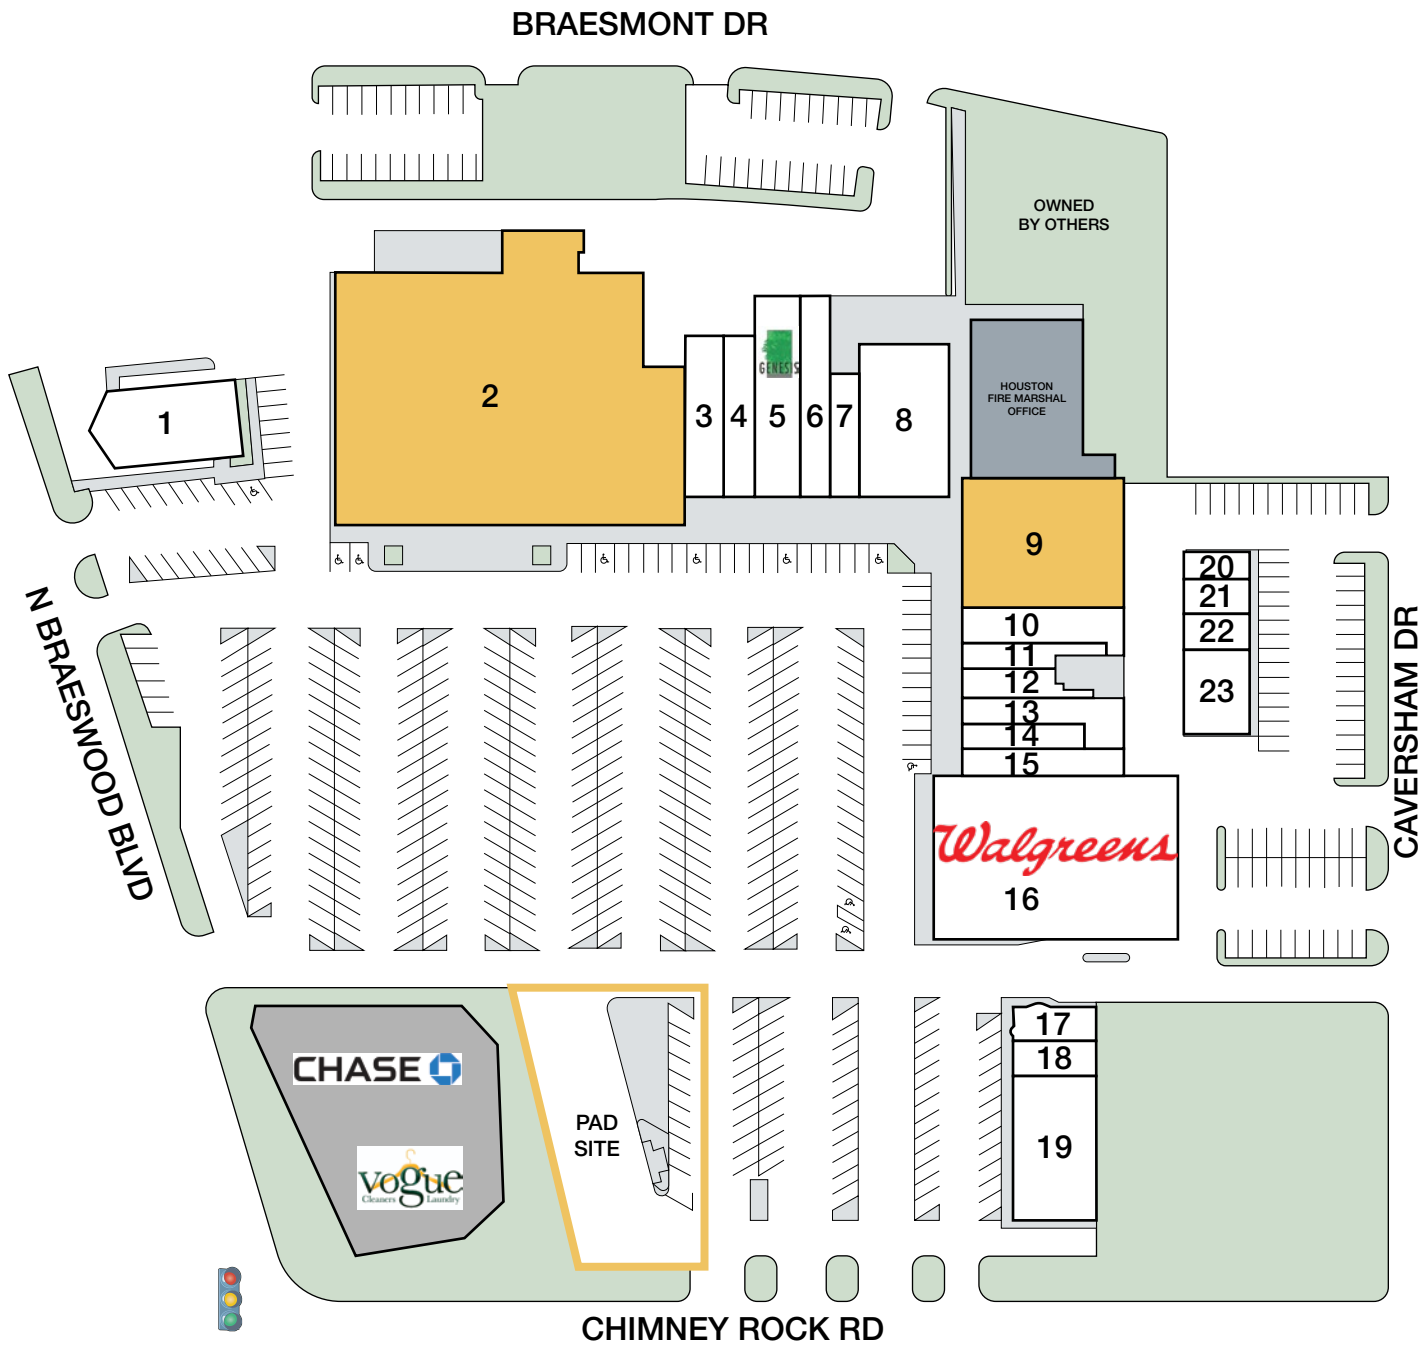 BRAESMONT DR
OWNED
BY OTHERS
HOUSTON
FIRE MARSHAL
OFFICE
GENESIS
1
2
3
4
5
6
7
8
9
10
11
12
13
14
15
Walgreens
16
20
21
22
23
N BRAESWOOD BLVD
CAVERSHAM DR
17
18
19
CHASE
vogue
Cleaners Laundry
PAD
SITE
CHIMNEY ROCK RD